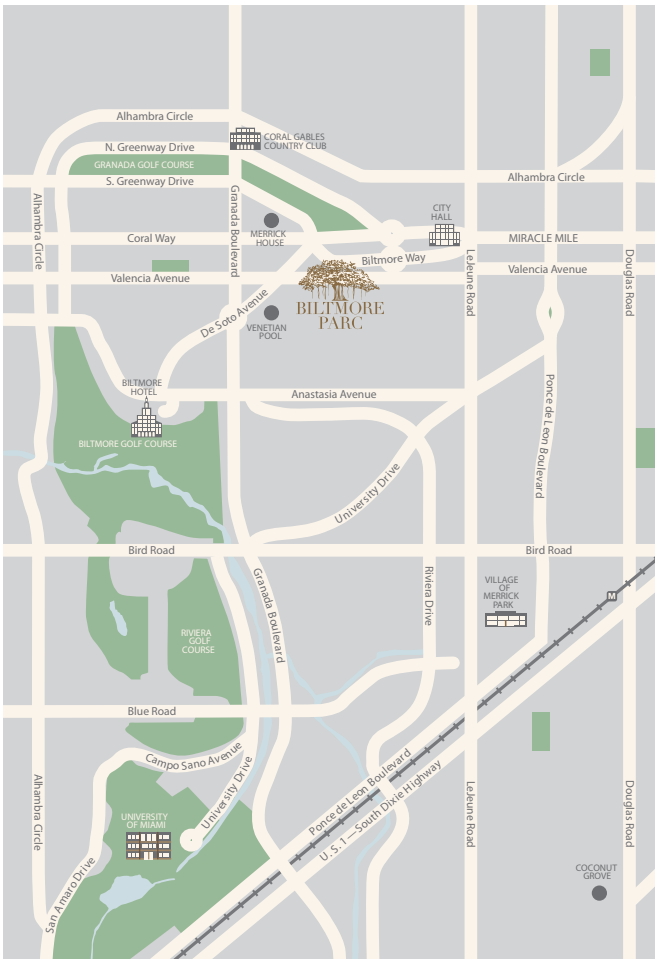 Alhambra Circle
CORAL GABLES
COUNTRY CLUB
N. Greenway Drive
GRANADA GOLF COURSE
S. Greenway Drive
Alhambra Circle
Alhambra Circle
Granada Boulevard
CITY
HALL
MERRICK
HOUSE
Coral Way
MIRACLE MILE
Biltmore Way
LeJeune Road
Douglas Road
Valencia Avenue
Valencia Avenue
De Soto Avenue
BILTMORE
PARC
VENETIAN
POOL
BILTMORE
HOTEL
Anastasia Avenue
Ponce de Leon Boulevard
BILTMORE GOLF COURSE
University Drive
Bird Road
Bird Road
Granada Boulevard
Riviera Drive
VILLAGE
OF
MERRICK
PARK
M
RIVIERA
GOLF
COURSE
Blue Road
Campo Sano Avenue
University Drive
Ponce de Leon Boulevard
U. S. 1—South Dixie Highway
Alhambra Circle
LeJeune Road
Douglas Road
UNIVERSITY
OF MIAMI
San Amaro Drive
COCONUT
GROVE